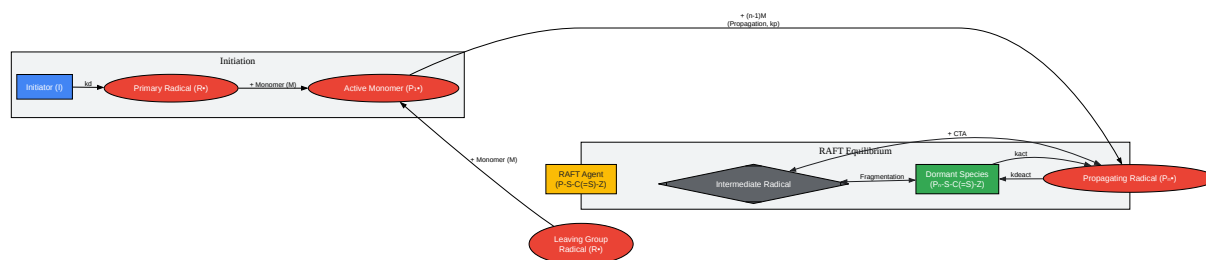 + (n-1)M
(Propagation, kp)
Initiation
Initiator (I)
kd
Primary Radical (R•)
+ Monomer (M)
Active Monomer (P₁•)
+ CTA
RAFT Equilibrium
+ Monomer (M)
kact
RAFT Agent
(P-S-C(=S)-Z)
Intermediate Radical
Fragmentation
Dormant Species
(Pₙ-S-C(=S)-Z)
kdeact
Propagating Radical (Pₙ•)
Leaving Group
Radical (R•)